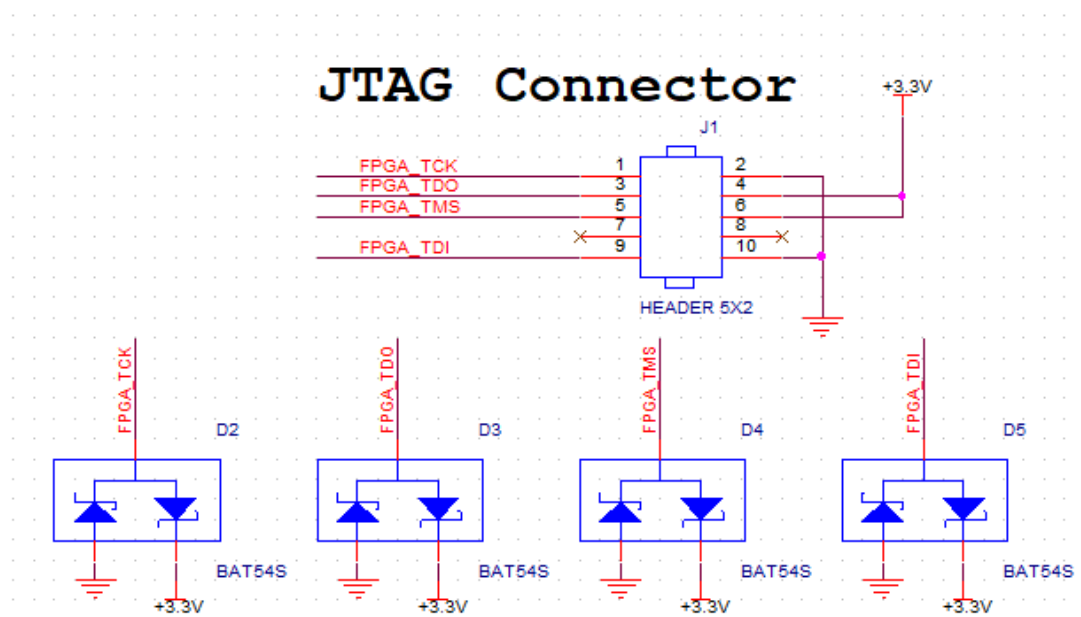 JTAG Connector
+3.3V
J1
FPGA_TCK 1 2
FPGA_TDO 3 4
FPGA_TMS 5 6
7 8
FPGA_TDI 9 10
HEADER 5X2
FPGA_TCK
FPGA_TDO
FPGA_TMS
FPGA_TDI
D2 D3 D4 D5
BAT54S BAT54S BAT54S BAT54S
+3.3V +3.3V +3.3V +3.3V